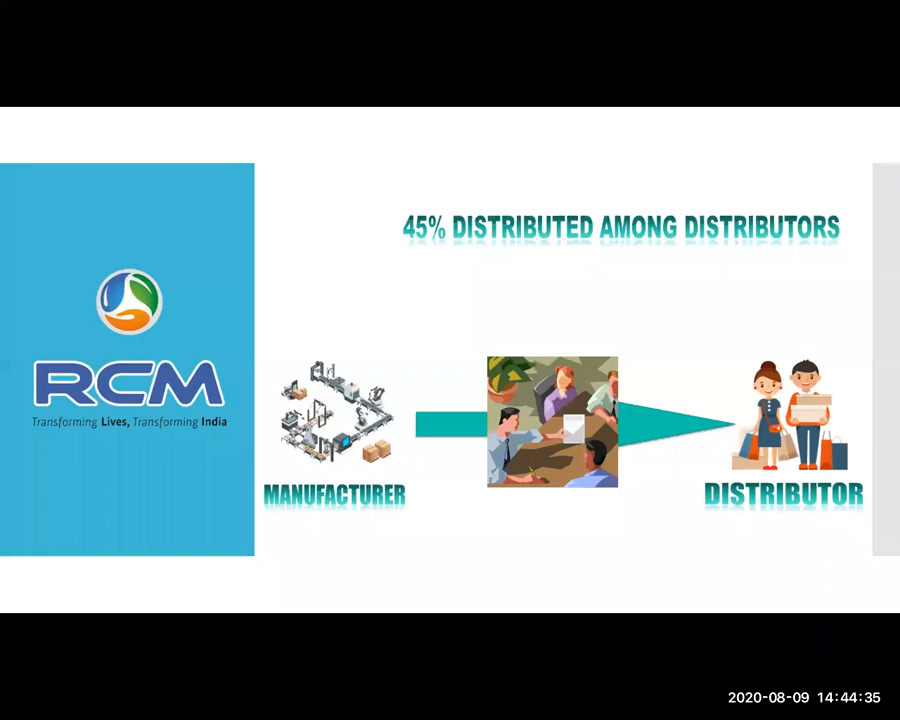 45% DISTRIBUTED AMONG DISTRIBUTORS
RCM
Transforming Lives, Transforming India
MANUFACTURER
DISTRIBUTOR
2020-08-09 14:44:35